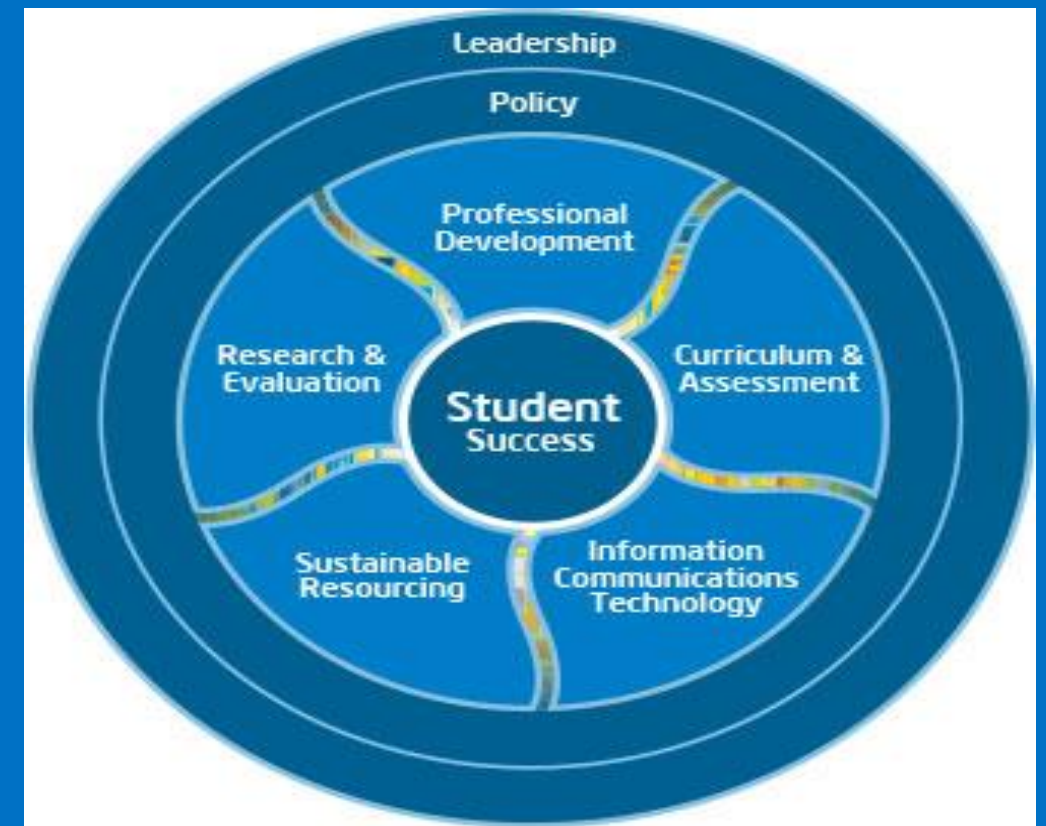 Leadership
Policy
Professional
Development
Research &
Evaluation
Curriculum &
Assessment
Student
Success
Sustainable
Resourcing
Information
Communications
Technology